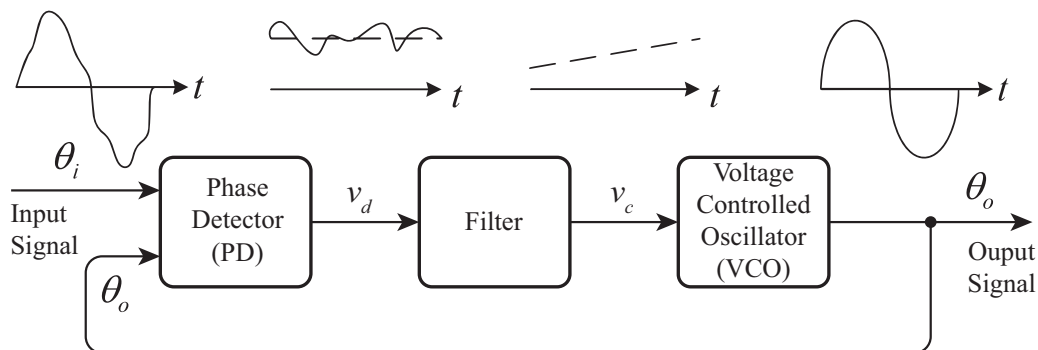 t
t
t
t
θi
Input
Signal
θo
Phase
Detector
(PD)
vd
Filter
vc
Voltage
Controlled
Oscillator
(VCO)
θo
Ouput
Signal